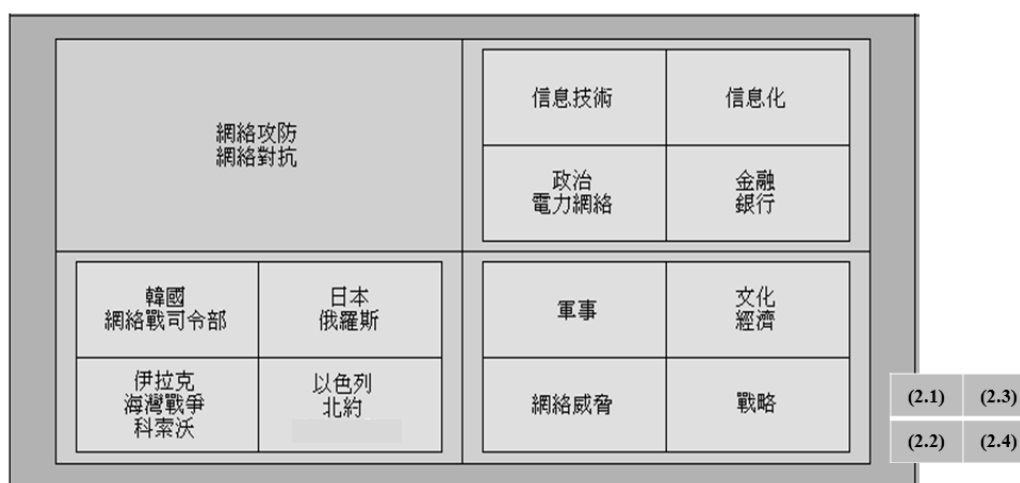 網絡攻防
網絡對抗
信息技術
信息化
政治
電力網絡
金融
銀行
韓國
網絡戰司令部
日本
俄羅斯
伊拉克
海灣戰爭
科索沃
以色列
北約
軍事
文化
經濟
網絡威脅
戰略
(2.1)
(2.3)
(2.2)
(2.4)